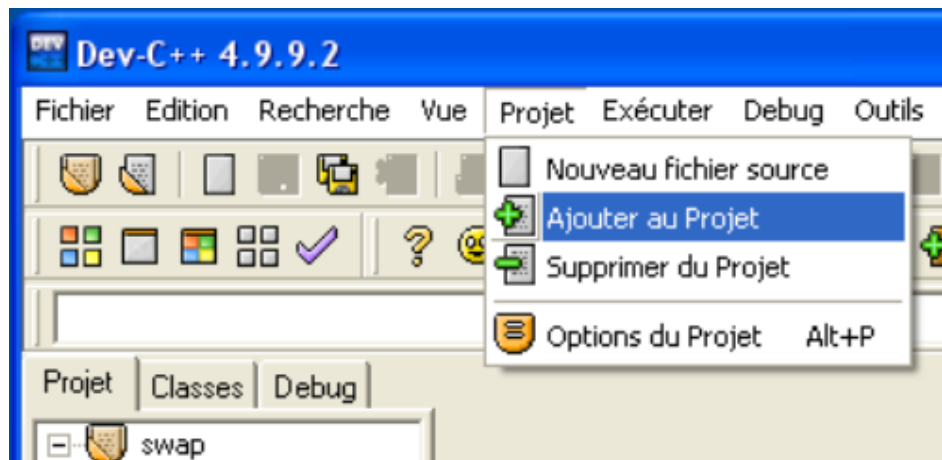 Dev-C++ 4.9.9.2
Fichier Edition Recherche Vue Projet Exécuter Debug Outils
Nouveau fichier source
Ajouter au Projet
Supprimer du Projet
Options du Projet Alt+P
Projet Classes Debug
swap